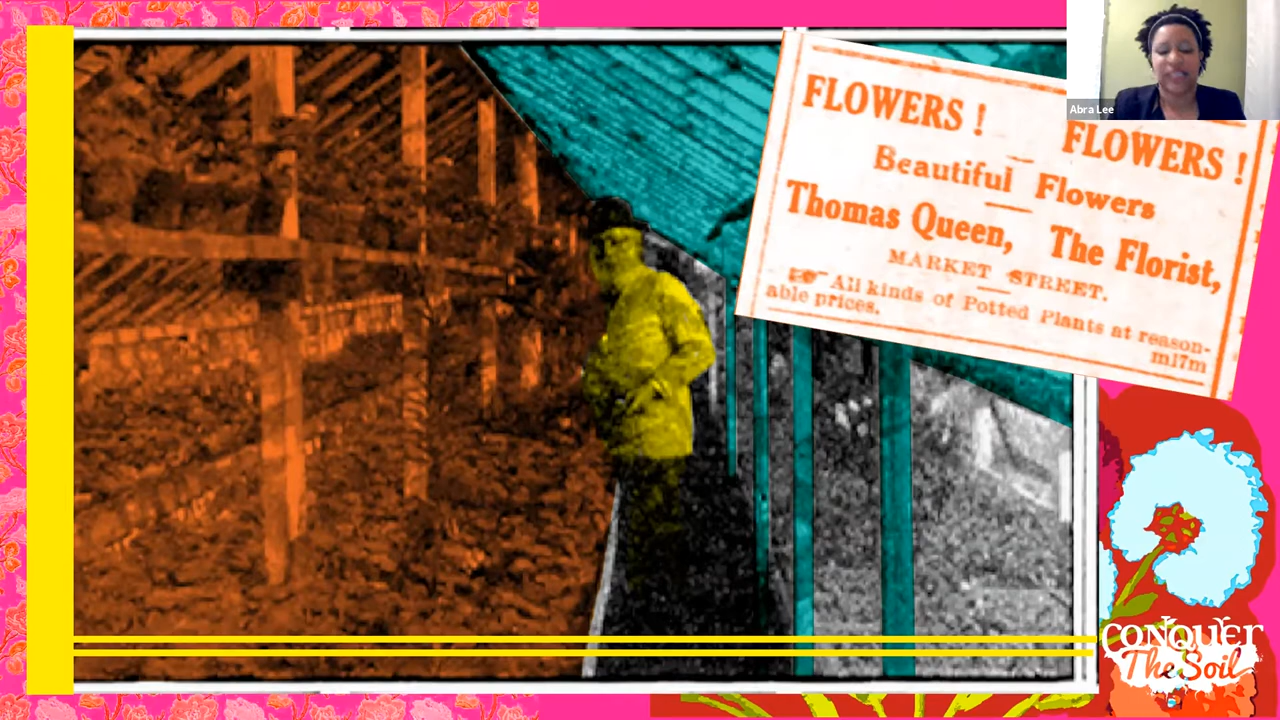 Abra Lee
FLOWERS !
FLOWERS !
Beautiful Flowers
Thomas Queen, The Florist,
MARKET STREET.
All kinds of Potted Plants at reason-
able prices.
m17m
CONQUER
The Soil